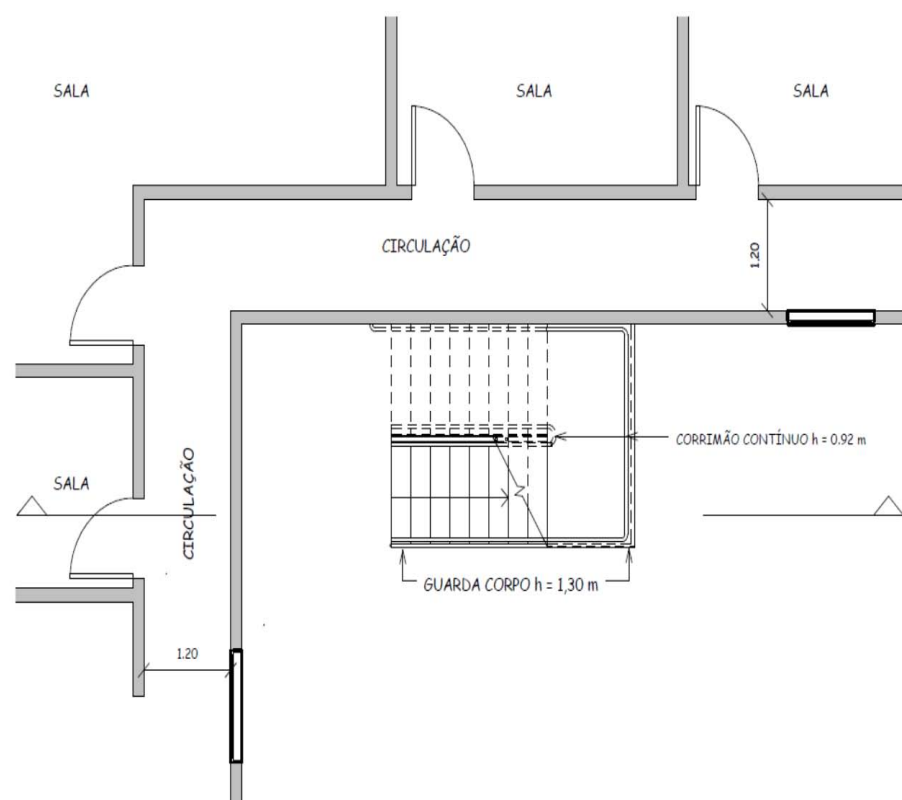 SALA
SALA
SALA
CIRCULAÇÃO
1.20
CORRIMÃO CONTÍNUO h = 0.92 m
SALA
CIRCULAÇÃO
GUARDA CORPO h = 1,30 m
1.20